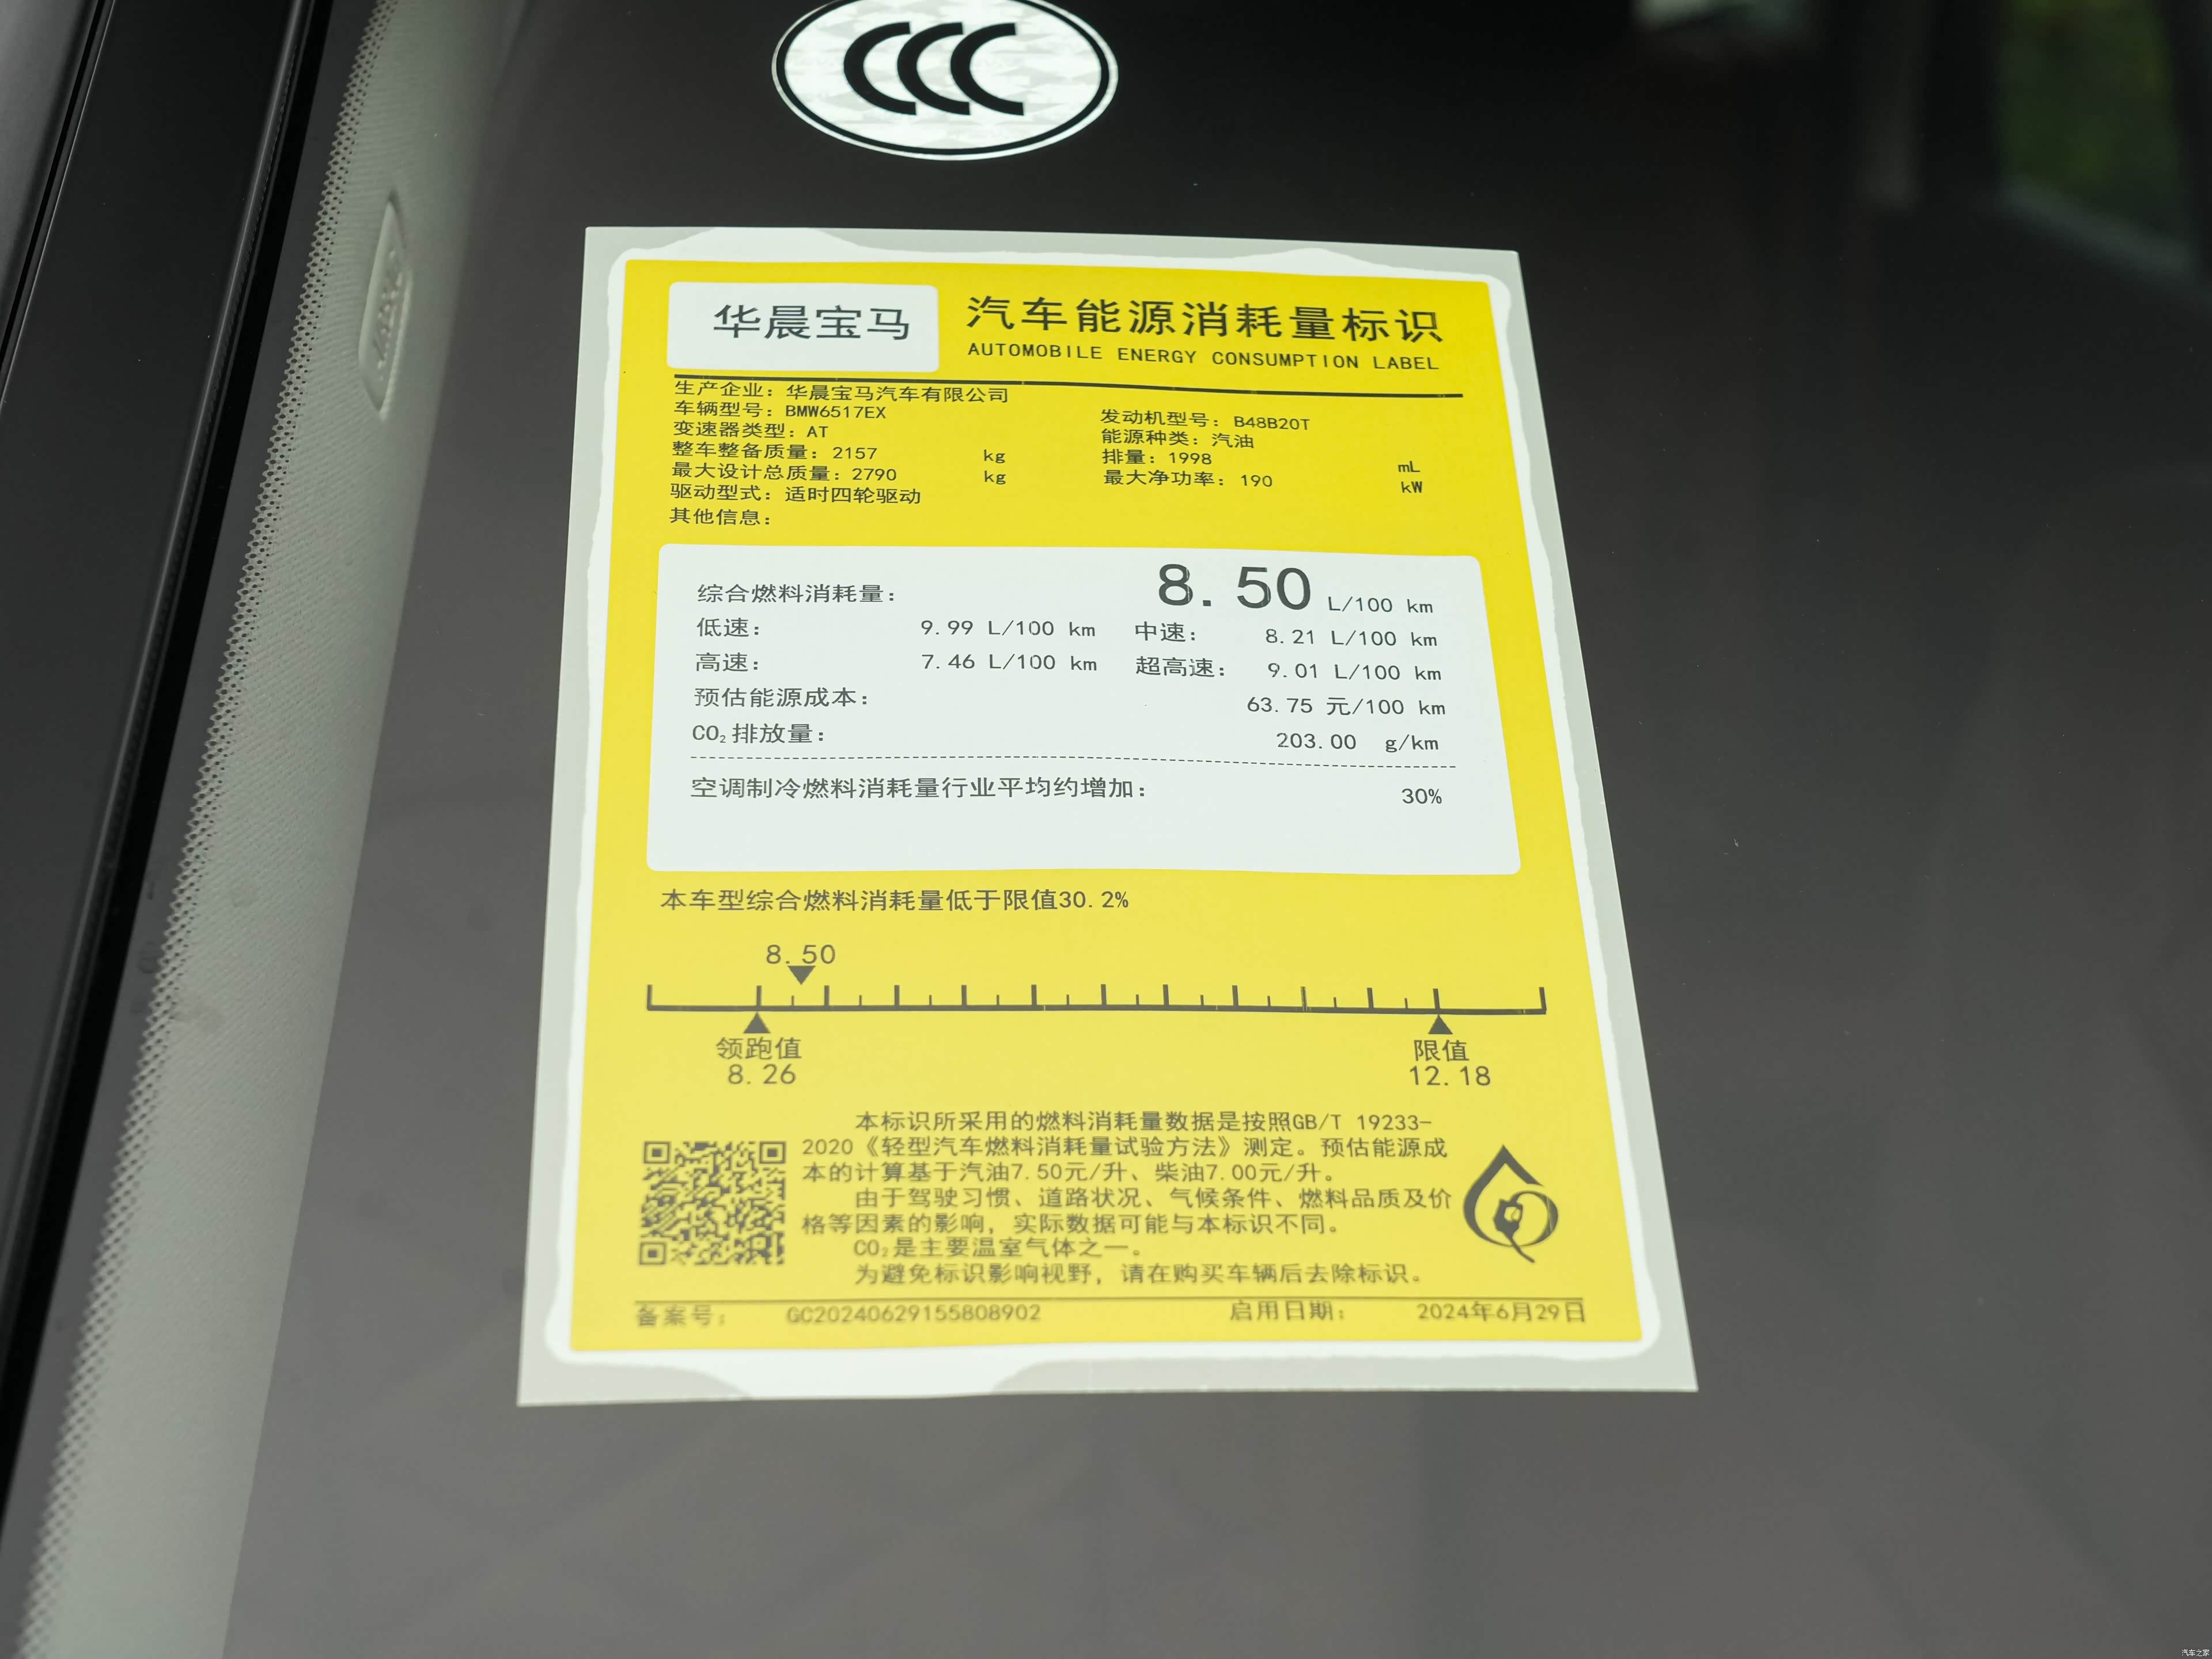 CCC
华晨宝马
汽车能源消耗量标识
AUTOMOBILE ENERGY CONSUMPTION LABEL
生产企业：华晨宝马汽车有限公司
车辆型号：BMW6517EX
发动机型号：B48B20T
变速器类型：AT
能源种类：汽油
整车整备质量：2157 kg
排量：1998 mL
最大设计总质量：2790 kg
最大净功率：190 kW
驱动型式：适时四轮驱动
其他信息：
综合燃料消耗量： 8.50 L/100 km
低速： 9.99 L/100 km 中速： 8.21 L/100 km
高速： 7.46 L/100 km 超高速： 9.01 L/100 km
预估能源成本： 63.75 元/100 km
CO₂排放量： 203.00 g/km
空调制冷燃料消耗量行业平均约增加： 30%
本车型综合燃料消耗量低于限值30.2%
8.50
领跑值 限值
8.26 12.18
本标识所采用的燃料消耗量数据是按照GB/T 19233-
2020《轻型汽车燃料消耗量试验方法》测定。预估能源成
本的计算基于汽油7.50元/升、柴油7.00元/升。
由于驾驶习惯、道路状况、气候条件、燃料品质及价
格等因素的影响，实际数据可能与本标识不同。
CO₂是主要温室气体之一。
为避免标识影响视野，请在购买车辆后去除标识。
备案号： GC20240629155808902 启用日期： 2024年6月29日
汽车之家